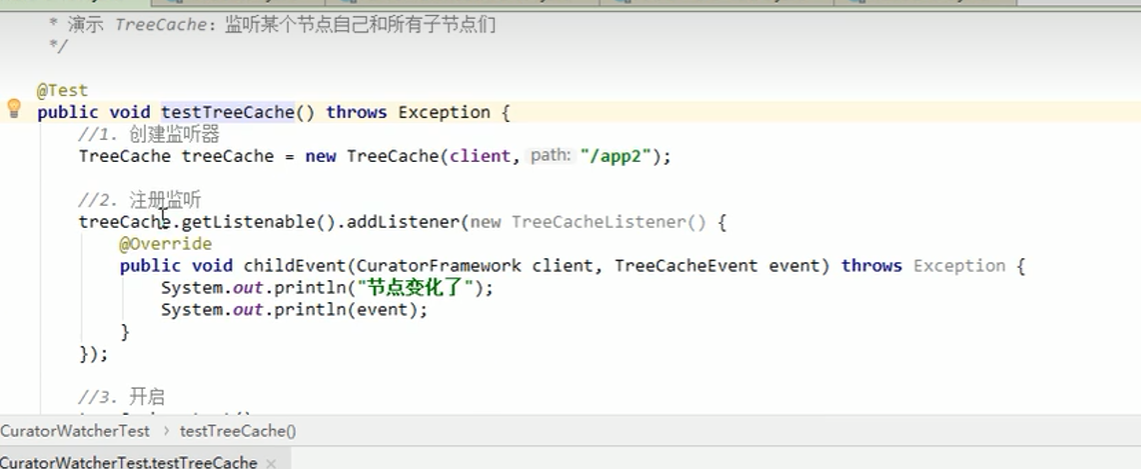 * 演示 TreeCache: 监听某个节点自己和所有子节点们
*/
@Test
public void testTreeCache() throws Exception {
//1. 创建监听器
TreeCache treeCache = new TreeCache(client, path: "/app2");
//2. 注册监听
treeCache.getListenable().addListener(new TreeCacheListener() {
@Override
public void childEvent(CuratorFramework client, TreeCacheEvent event) throws Exception {
System.out.println("节点变化了");
System.out.println(event);
}
});
//3. 开启
CuratorWatcherTest > testTreeCache()
CuratorWatcherTest.testTreeCache ×